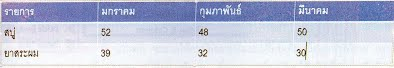 รายการ มกราคม กุมภาพันธ์ มีนาคม
สบู่ 52 48 50
ยาสระผม 39 32 30